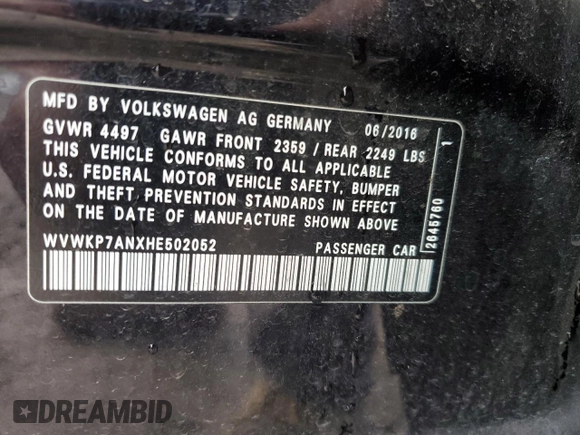 MFD BY VOLKSWAGEN AG GERMANY 06/2016
GVWR 4497 GAWR FRONT 2359 / REAR 2249 LBS
THIS VEHICLE CONFORMS TO ALL APPLICABLE
U.S. FEDERAL MOTOR VEHICLE SAFETY, BUMPER
AND THEFT PREVENTION STANDARDS IN EFFECT
ON THE DATE OF MANUFACTURE SHOWN ABOVE
WVWKP7ANXHE502052 PASSENGER CAR
2645760 1
DREAMBID